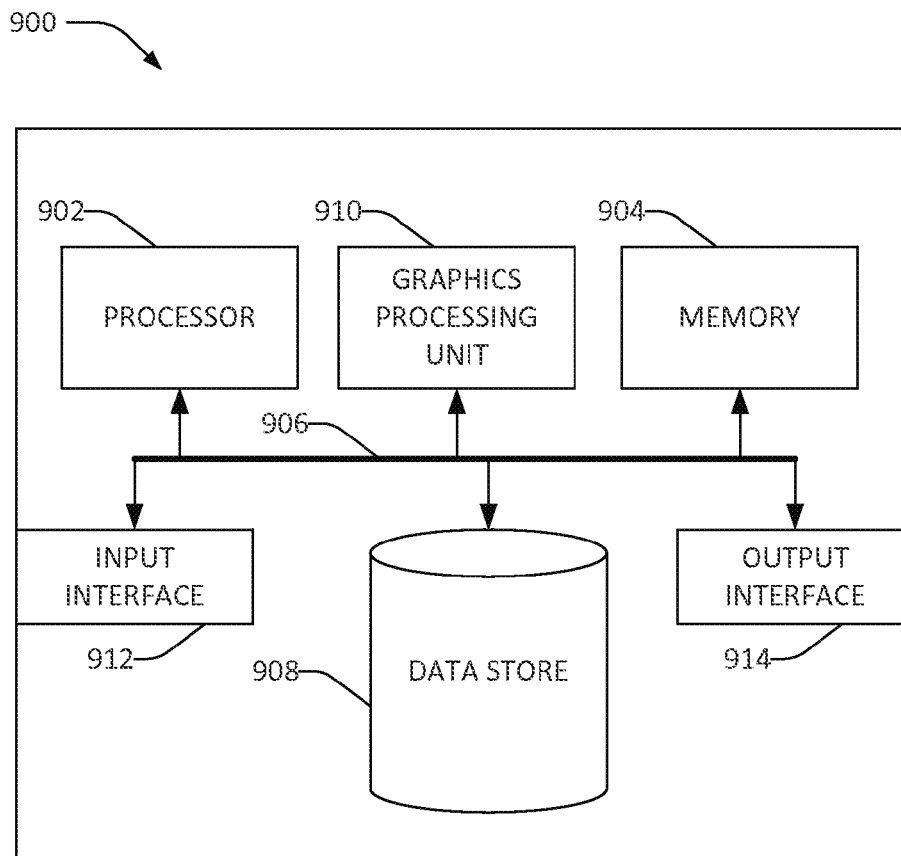 900
902
910
904
PROCESSOR
GRAPHICS
PROCESSING
UNIT
MEMORY
906
INPUT
INTERFACE
OUTPUT
INTERFACE
912
908
DATA STORE
914